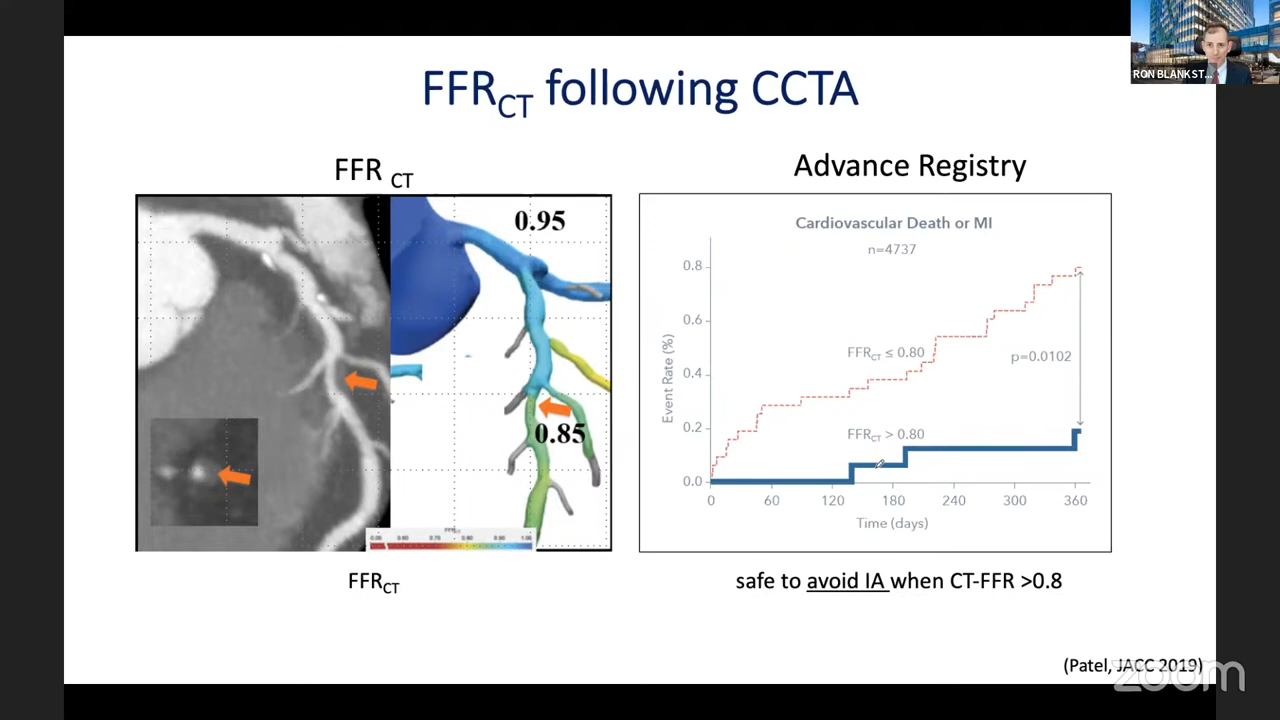 RON BLANKST...
FFRCT following CCTA
FFR CT
Advance Registry
0.95
0.85
Cardiovascular Death or MI
n=4737
0.8
0.6
0.4
0.2
0.0
Event Rate (%)
FFRCT ≤ 0.80
p=0.0102
FFRCT > 0.80
0 60 120 180 240 300 360
Time (days)
FFRCT
safe to avoid IA when CT-FFR >0.8
(Patel, JACC 2019)
zoom